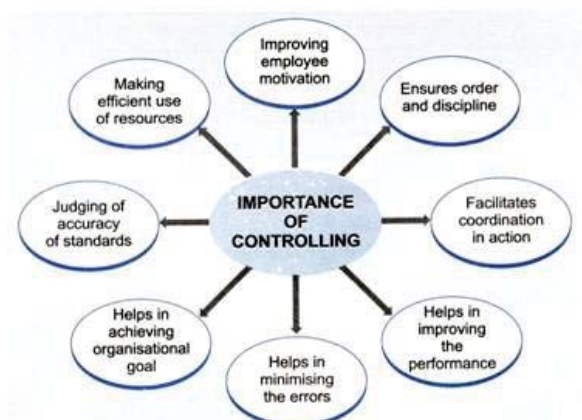 Improving
employee
motivation
Making
efficient use
of resources
Ensures order
and discipline
Judging of
accuracy
of standards
IMPORTANCE
OF
CONTROLLING
Facilitates
coordination
in action
Helps in
achieving
organisational
goal
Helps in
minimising
the errors
Helps in
improving
the
performance